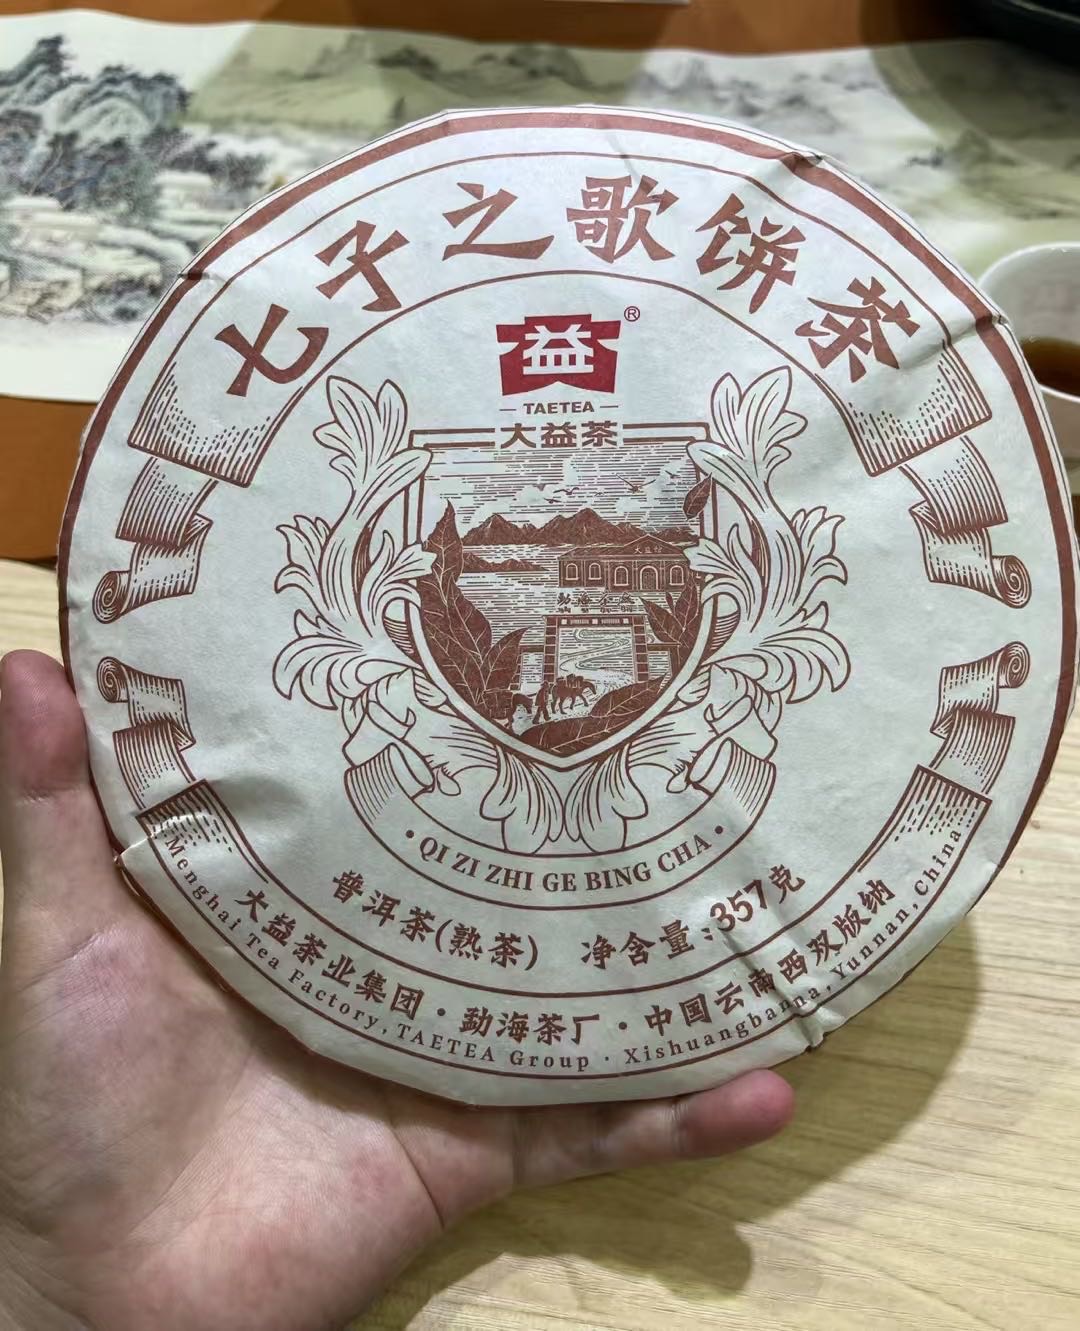 七子之歌饼茶
益®
TAETEA
大益茶
大益馆
勐海茶厰
· QI ZI ZHI GE BING CHA ·
普洱茶(熟茶) 净含量:357克
大益茶业集团·勐海茶厂·中国云南西双版纳
Menghai Tea Factory, TAETEA Group · Xishuangbanna, Yunnan, China